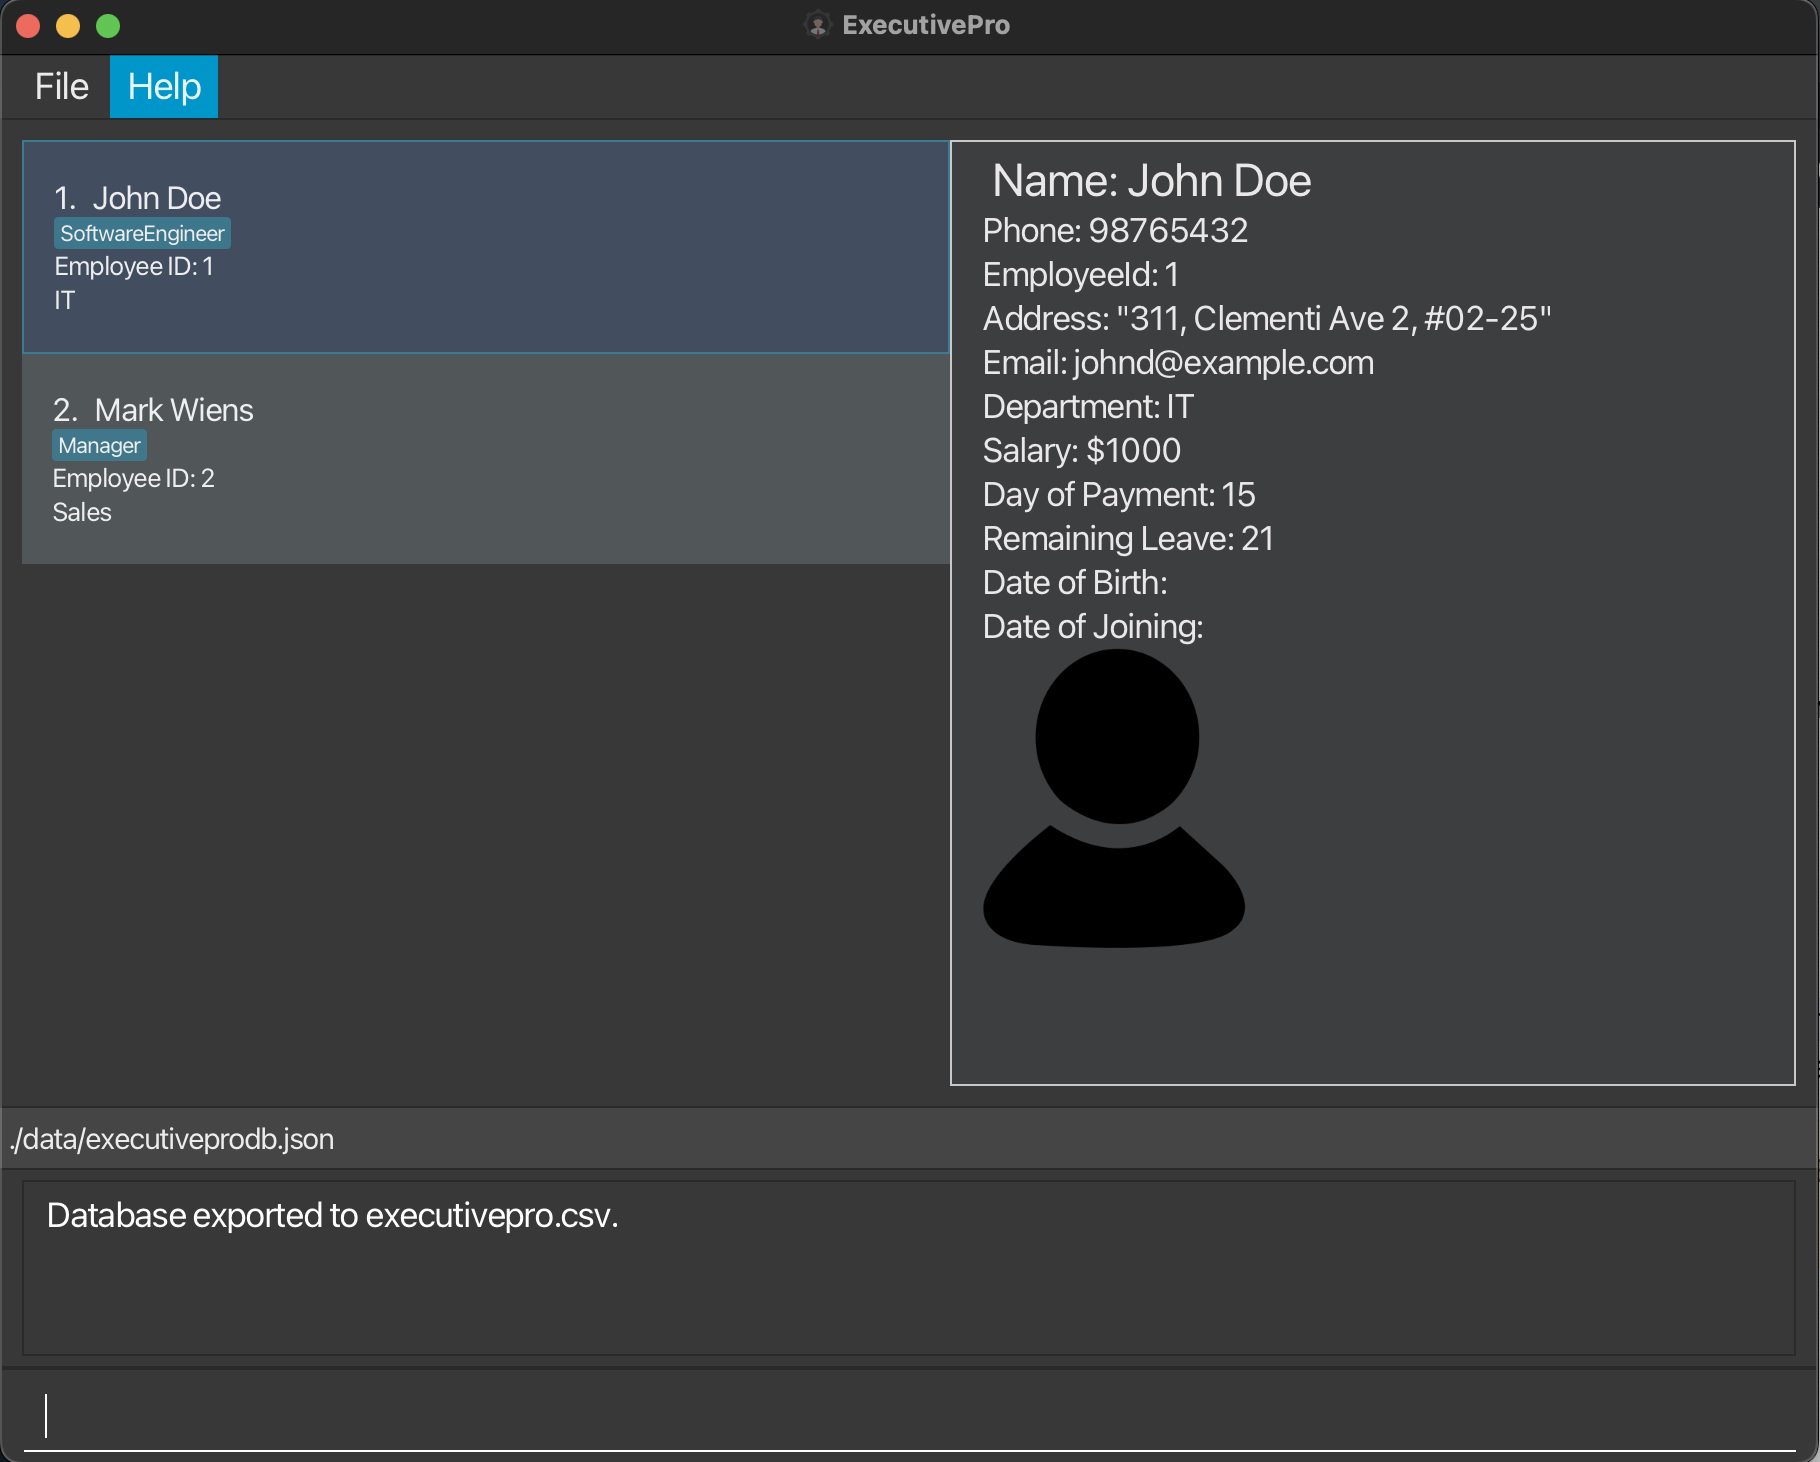 ExecutivePro
File Help
1. John Doe
SoftwareEngineer
Employee ID: 1
IT
2. Mark Wiens
Manager
Employee ID: 2
Sales
Name: John Doe
Phone: 98765432
EmployeeId: 1
Address: "311, Clementi Ave 2, #02-25"
Email: johnd@example.com
Department: IT
Salary: $1000
Day of Payment: 15
Remaining Leave: 21
Date of Birth:
Date of Joining:
./data/executiveprodb.json
Database exported to executivepro.csv.